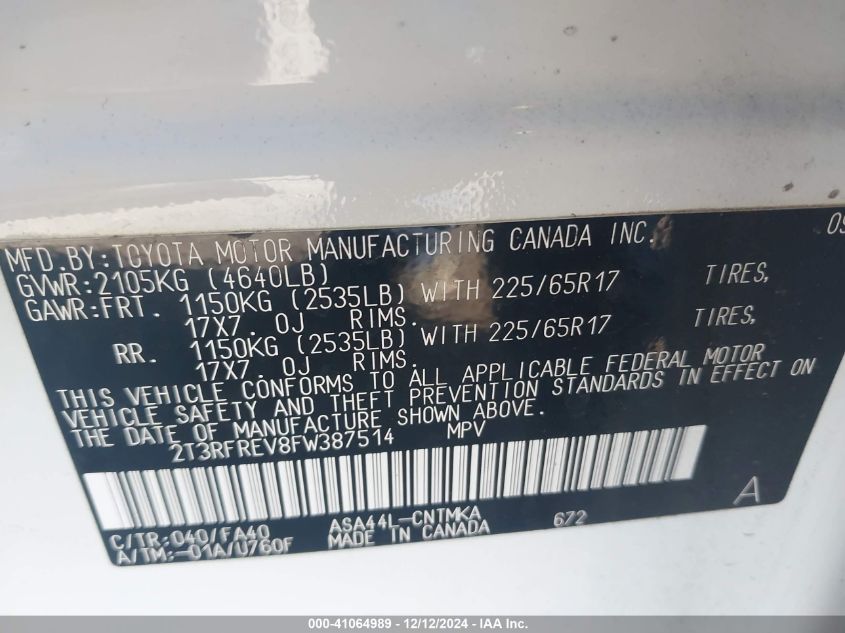 MFD.BY:TOYOTA MOTOR MANUFACTURING CANADA INC. 09
GVWR:2105KG (4640LB)
GAWR:FRT. 1150KG (2535LB) WITH 225/65R17 TIRES,
17X7.0J RIMS.
RR. 1150KG (2535LB) WITH 225/65R17 TIRES,
17X7.0J RIMS.
THIS VEHICLE CONFORMS TO ALL APPLICABLE FEDERAL MOTOR
VEHICLE SAFETY AND THEFT PREVENTION STANDARDS IN EFFECT ON
THE DATE OF MANUFACTURE SHOWN ABOVE.
2T3RFREV8FW387514 MPV
C/TR:040/FA40 ASA44L-CNTMKA 672 A
A/TM:-01A/U760F MADE IN CANADA
000-41064989 - 12/12/2024 - IAA Inc.